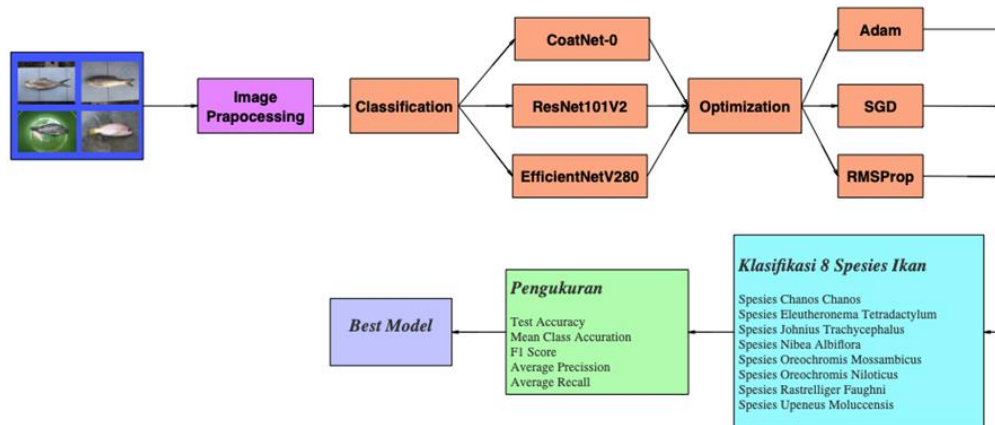 Image
Prapocessing
Classification
CoatNet-0
ResNet101V2
EfficientNetV280
Optimization
Adam
SGD
RMSProp
Klasifikasi 8 Spesies Ikan
Spesies Chanos Chanos
Spesies Eleutheronema Tetradactylum
Spesies Johnius Trachycephalus
Spesies Nibea Albiflora
Spesies Oreochromis Mossambicus
Spesies Oreochromis Niloticus
Spesies Rastrelliger Faughni
Spesies Upeneus Moluccensis
Pengukuran
Test Accuracy
Mean Class Accuration
F1 Score
Average Precission
Average Recall
Best Model